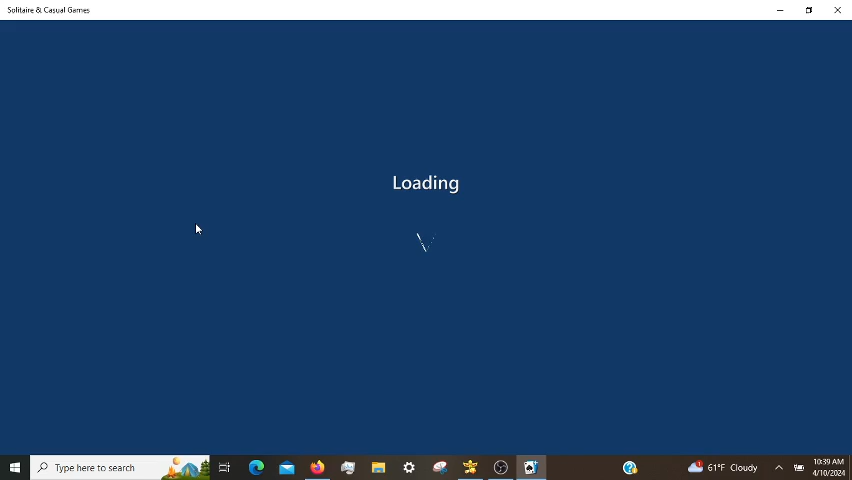 Solitaire & Casual Games
Loading
Type here to search
61°F Cloudy
10:39 AM
4/10/2024